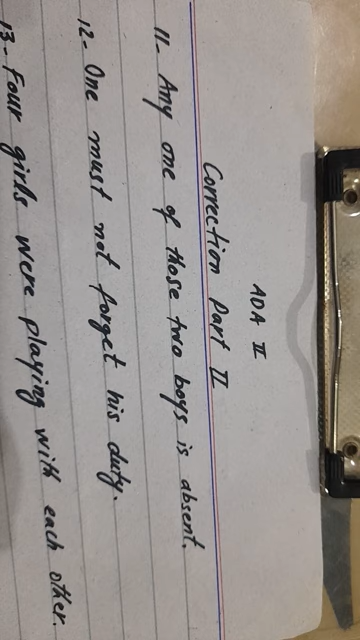 ADA II
Correction Part II
11- Any one of those two boys is absent.
12- One must not forget his duty.
13- Four girls were playing with each other.